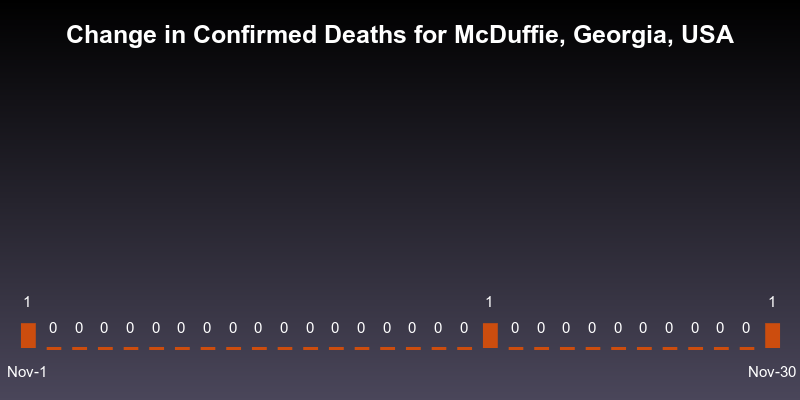 Change in Confirmed Deaths for McDuffie, Georgia, USA
1 1 1
0 0 0 0 0 0 0 0 0 0 0 0 0 0 0 0 0 0 0 0 0 0 0 0 0 0 0
Nov-1 Nov-30